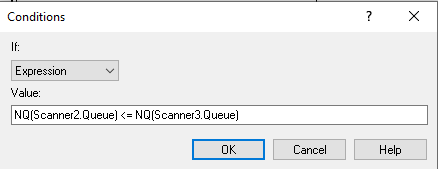 Conditions
?
If:
Expression
Value:
NQ(Scanner2.Queue) <= NQ(Scanner3.Queue)
OK Cancel Help